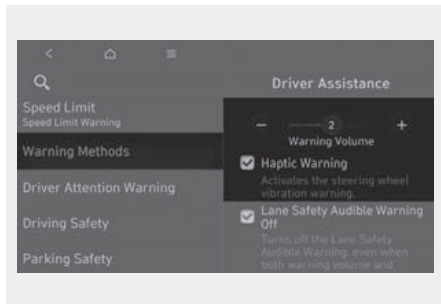 Driver Assistance
Speed Limit
Speed Limit Warning
Warning Methods
Driver Attention Warning
Driving Safety
Parking Safety
− 2 +
Warning Volume
Haptic Warning
Activates the steering wheel
vibration warning.
Lane Safety Audible Warning
Off
Turns off the Lane Safety
Audible Warning, even when
both warning volume and